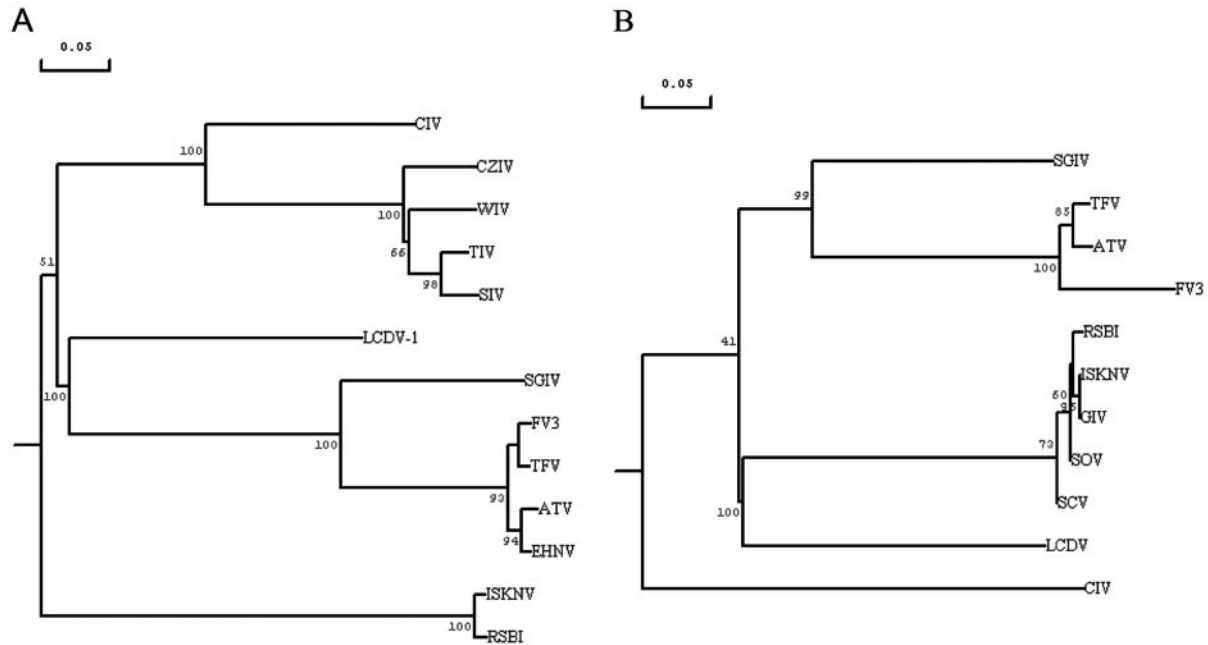 A
0.05
CIV
100
CZIV
100
WIV
66
TIV
98
SIV
51
LCDV-1
100
SGIV
100
FV3
TFV
93
ATV
94
EHNV
ISKNV
100
RSBI
B
0.05
SGIV
99
TFV
85
ATV
100
FV3
RSBI
41
ISKNV
60
95
GIV
73
SOV
SCV
100
LCDV
CIV